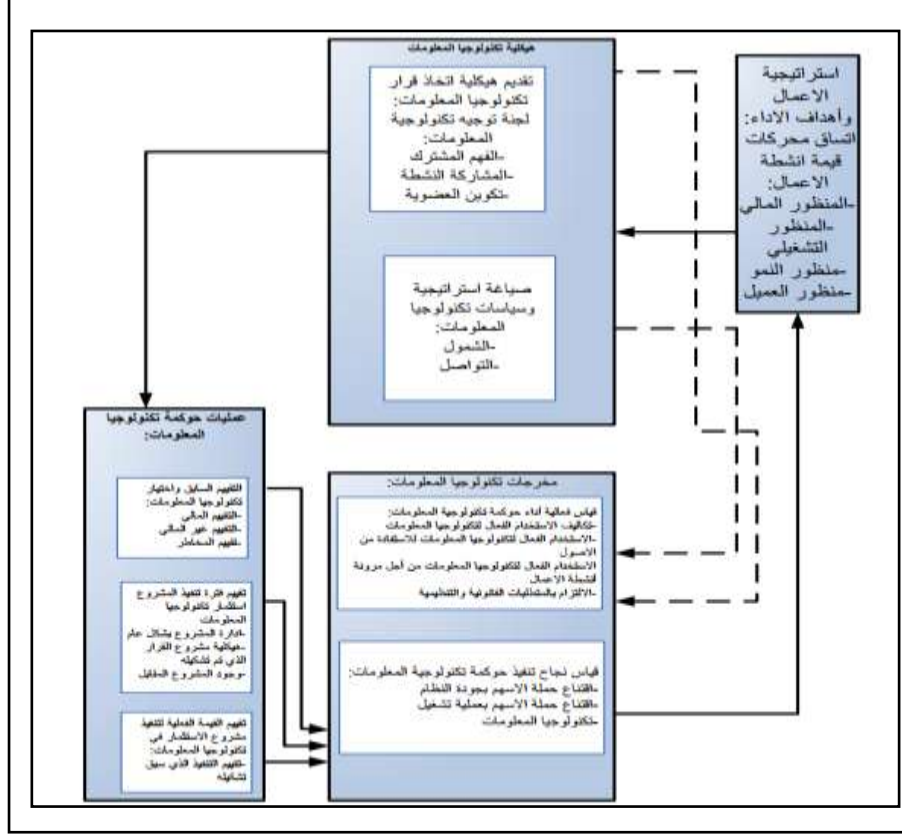 هيكلية تكنولوجيا المعلومات
تقديم هيكلية اتخاذ قرار
تكنولوجيا المعلومات:
لجنة توجيه تكنولوجية
المعلومات:
-الفهم المشترك
-المشاركة النشطة
-تكوين العضوية
صياغة استراتيجية
وسياسات تكنولوجيا
المعلومات:
-الشمول
-التواصل
استراتيجية
الاعمال
وأهداف الاداء:
اتساق محركات
قيمة انشطة
الاعمال:
-المنظور المالي
-المنظور
التشغيلي
-منظور النمو
-منظور العميل
عمليات حوكمة تكنولوجيا
المعلومات:
التقييم السابق واختيار
تكنولوجيا المعلومات:
-التقييم المالي
-التقييم غير المالي
-تقييم المخاطر
تقييم فترة تنفيذ المشروع
استثمار تكنولوجيا
المعلومات
-ادارة المشروع بشكل عام
-هيكلية مشروع القرار
الذي تم تشكيله
-وجود المشروع المقابل
تقييم القيمة الفعلية لتنفيذ
مشروع الاستثمار في
تكنولوجيا المعلومات:
-تقييم التنفيذ الذي سبق
تشكيله
مخرجات تكنولوجيا المعلومات:
قياس فعالية أداء حوكمة تكنولوجية المعلومات:
-تكاليف الاستخدام الفعال لتكنولوجيا المعلومات
-الاستخدام الفعال لتكنولوجيا المعلومات للاستفادة من
الاصول
الاستخدام الفعال لتكنولوجيا المعلومات من أجل مرونة
أنشطة الاعمال
-الالتزام بالمتطلبات القانونية والتنظيمية
قياس نجاح تنفيذ حوكمة تكنولوجية المعلومات:
-اقتناع حملة الاسهم بجودة النظام
-اقتناع حملة الاسهم بعملية تشغيل
-تكنولوجيا المعلومات